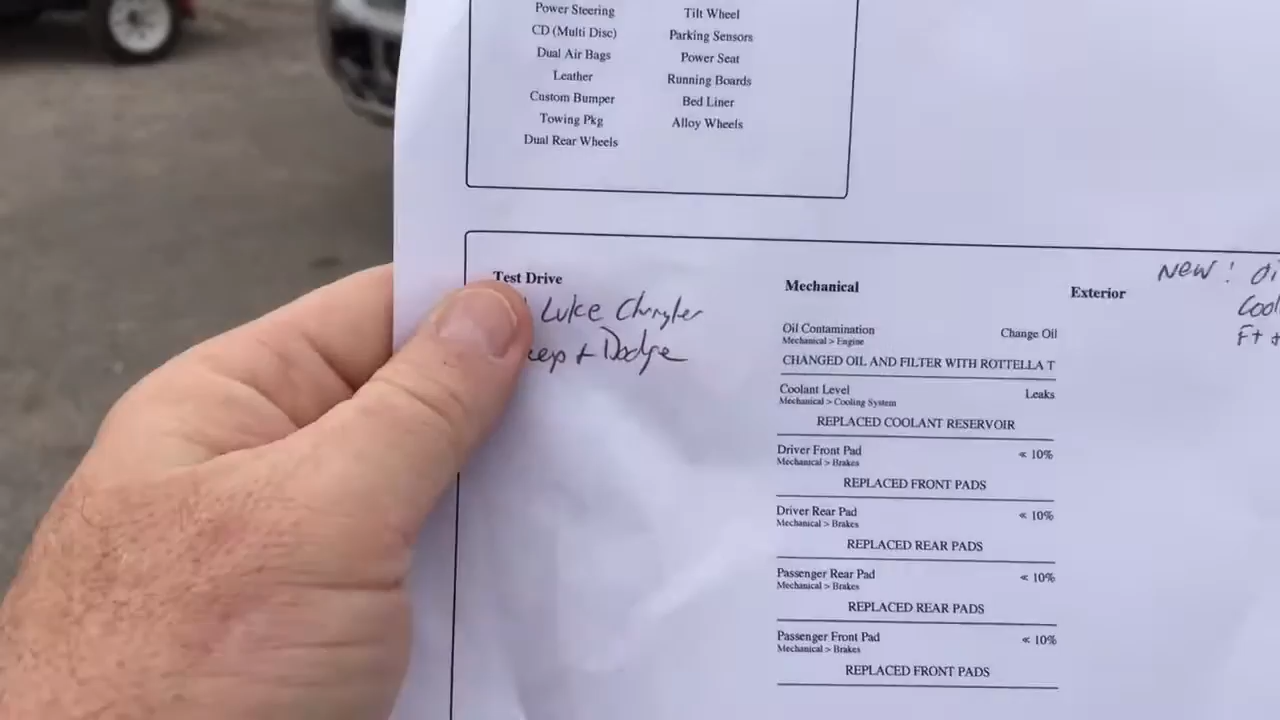 Power Steering
CD (Multi Disc)
Dual Air Bags
Leather
Custom Bumper
Towing Pkg
Dual Rear Wheels
Tilt Wheel
Parking Sensors
Power Seat
Running Boards
Bed Liner
Alloy Wheels
Test Drive
Luke Chrysler
eep + Dodge
Mechanical
Oil Contamination Change Oil
Mechanical > Engine
CHANGED OIL AND FILTER WITH ROTTELLA T
Coolant Level Leaks
Mechanical > Cooling System
REPLACED COOLANT RESERVOIR
Driver Front Pad < 10%
Mechanical > Brakes
REPLACED FRONT PADS
Driver Rear Pad < 10%
Mechanical > Brakes
REPLACED REAR PADS
Passenger Rear Pad < 10%
Mechanical > Brakes
REPLACED REAR PADS
Passenger Front Pad < 10%
Mechanical > Brakes
REPLACED FRONT PADS
Exterior
NEW!